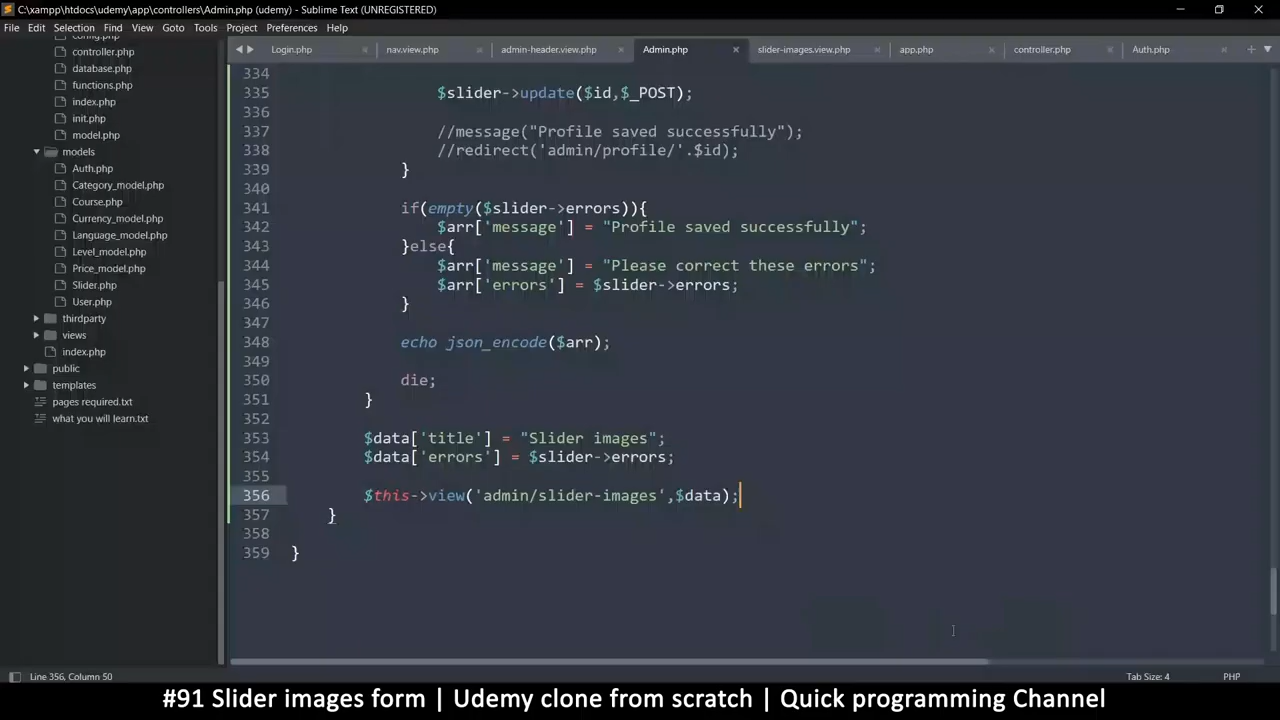 C:\xampp\htdocs\udemy\app\controllers\Admin.php (udemy) - Sublime Text (UNREGISTERED)
File Edit Selection Find View Goto Tools Project Preferences Help
Login.php nav.view.php admin-header.view.php Admin.php slider-images.view.php app.php controller.php Auth.php
controller.php
database.php
functions.php
index.php
init.php
model.php
models
Auth.php
Category_model.php
Course.php
Currency_model.php
Language_model.php
Level_model.php
Price_model.php
Slider.php
User.php
thirdparty
views
index.php
public
templates
pages required.txt
what you will learn.txt
334
335 $slider->update($id,$_POST);
336
337 //message("Profile saved successfully");
338 //redirect('admin/profile/'.$id);
339 }
340
341 if(empty($slider->errors)){
342 $arr['message'] = "Profile saved successfully";
343 }else{
344 $arr['message'] = "Please correct these errors";
345 $arr['errors'] = $slider->errors;
346 }
347
348 echo json_encode($arr);
349
350 die;
351 }
352
353 $data['title'] = "Slider images";
354 $data['errors'] = $slider->errors;
355
356 $this->view('admin/slider-images',$data);
357 }
358
359 }
Line 356, Column 50 Tab Size: 4 PHP
#91 Slider images form | Udemy clone from scratch | Quick programming Channel